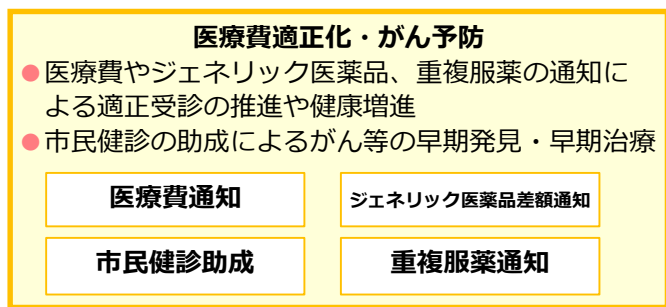 医療費適正化・がん予防
●医療費やジェネリック医薬品、重複服薬の通知に
よる適正受診の推進や健康増進
●市民健診の助成によるがん等の早期発見・早期治療
医療費通知
ジェネリック医薬品差額通知
市民健診助成
重複服薬通知